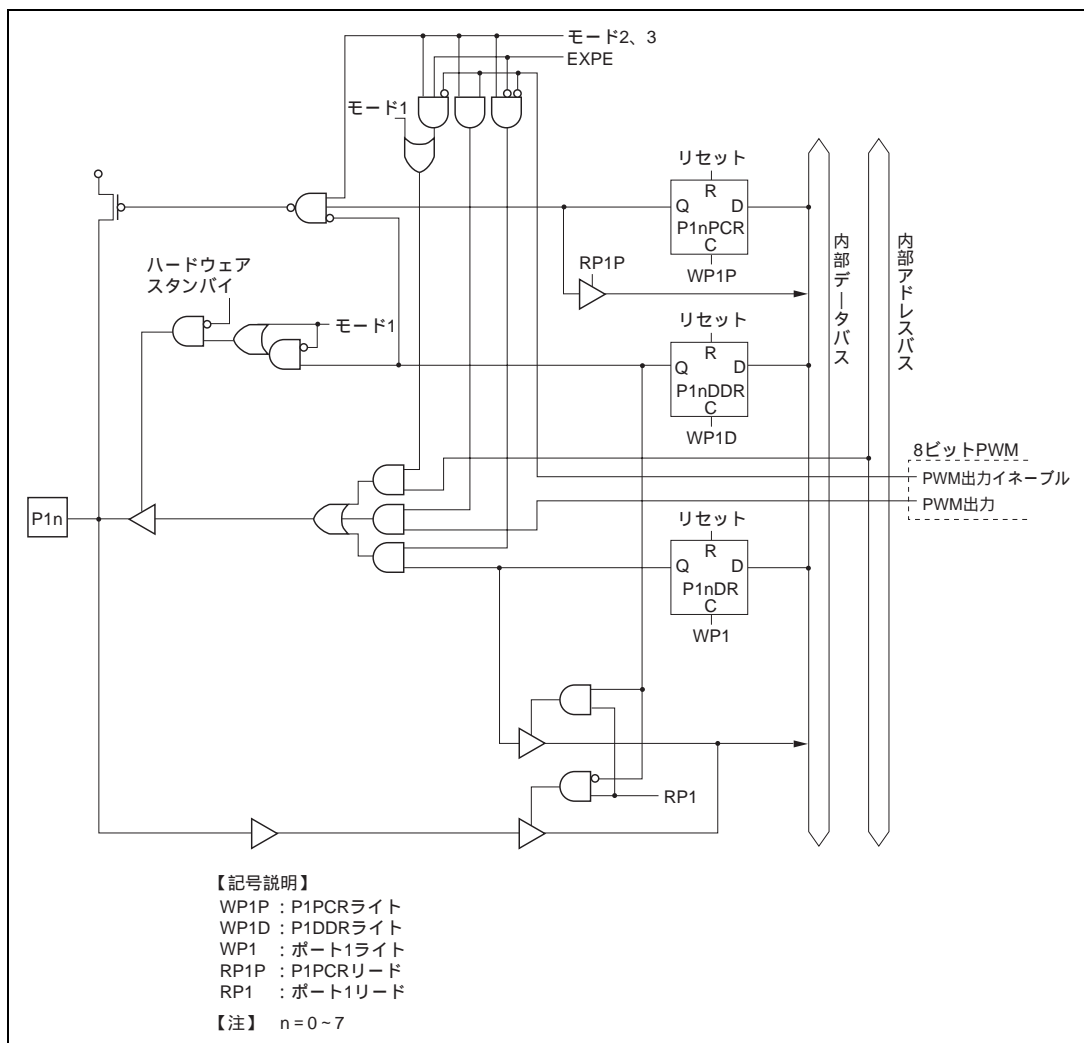 モード2、3
EXPE
モード1
リセット
R
Q
D
P1nPCR
C
WP1P
RP1P
ハードウェア
スタンバイ
モード1
リセット
R
Q
D
P1nDDR
C
WP1D
内部データバス
内部アドレスバス
8ビットPWM
PWM出力イネーブル
PWM出力
P1n
リセット
R
Q
D
P1nDR
C
WP1
RP1
【記号説明】
WP1P : P1PCRライト
WP1D : P1DDRライト
WP1 : ポート1ライト
RP1P : P1PCRリード
RP1 : ポート1リード
【注】 n = 0 ~ 7